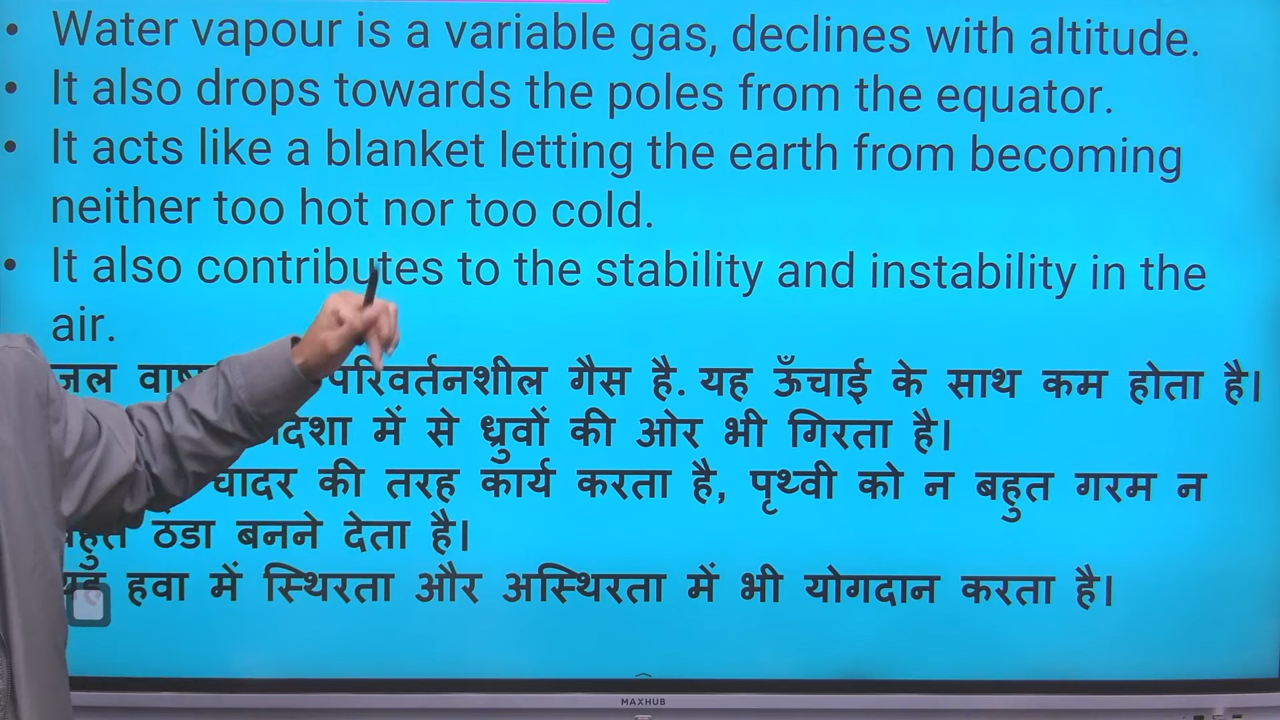 • Water vapour is a variable gas, declines with altitude.
• It also drops towards the poles from the equator.
• It acts like a blanket letting the earth from becoming
neither too hot nor too cold.
• It also contributes to the stability and instability in the
air.
जल परिवर्तनशील गैस है. यह ऊँचाई के साथ कम होता है।
में से ध्रुवों की ओर भी गिरता है।
चादर की तरह कार्य करता है, पृथ्वी को न बहुत गरम न
ठंडा बनने देता है।
यह हवा में स्थिरता और अस्थिरता में भी योगदान करता है।
MAXHUB